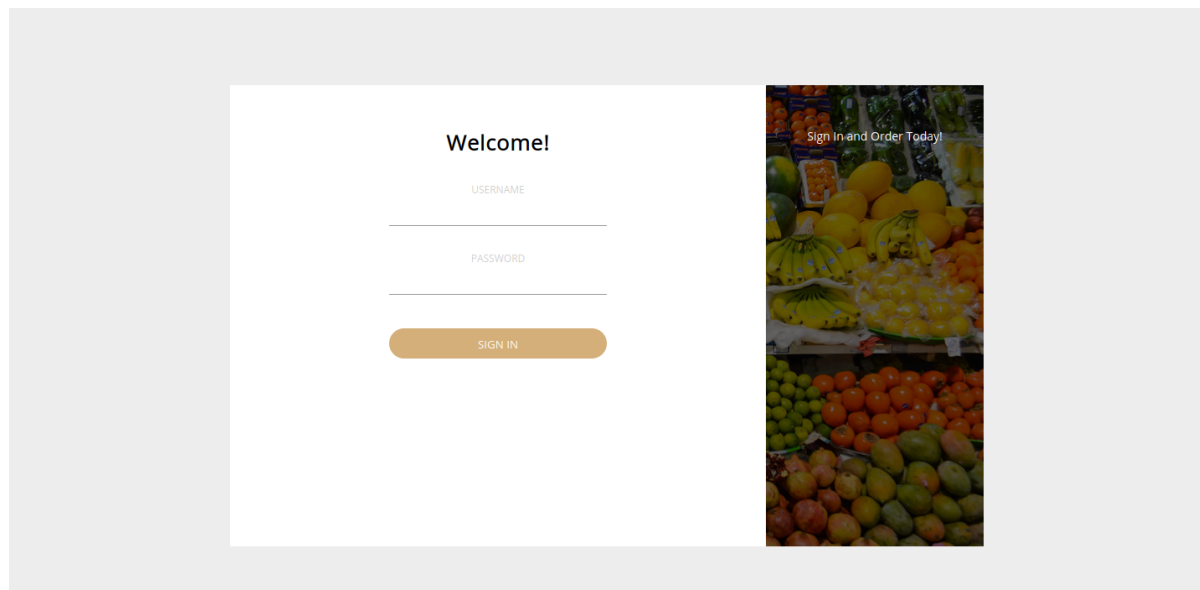 Welcome!
USERNAME
PASSWORD
SIGN IN
Sign In and Order Today!